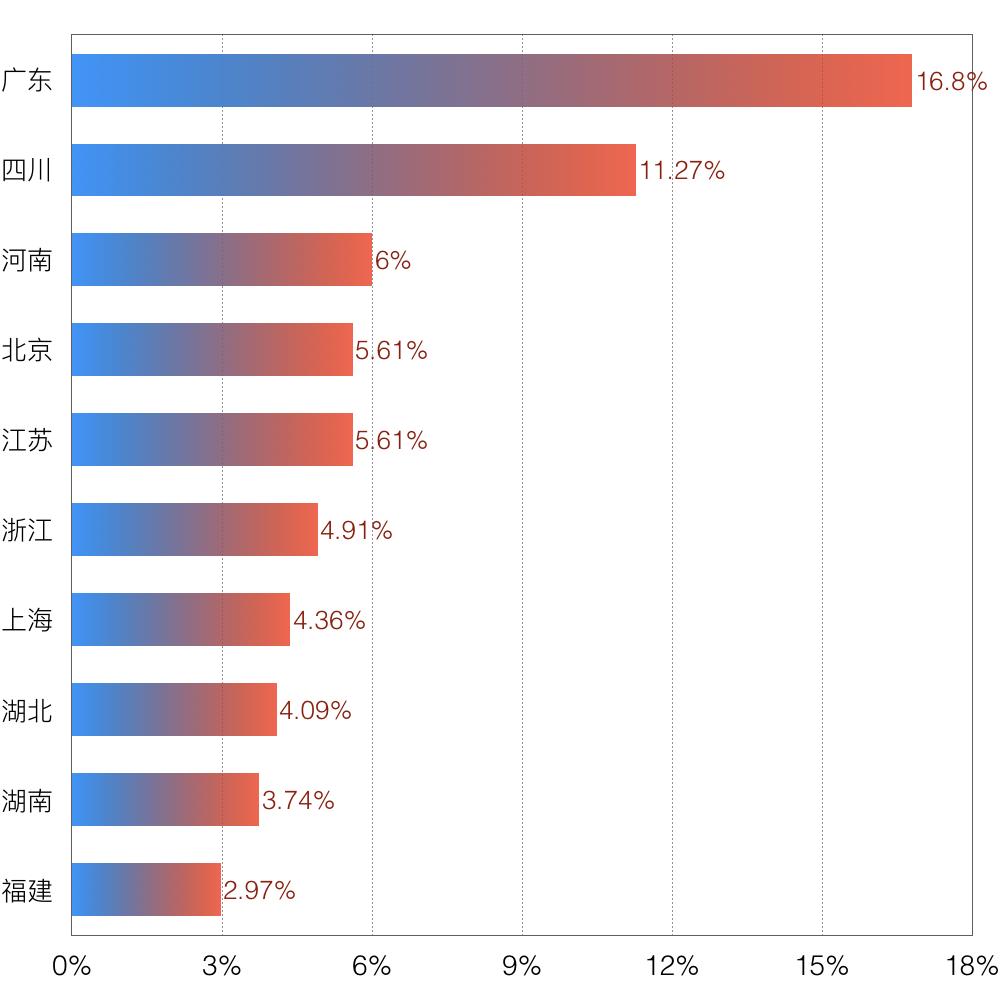 广东 16.8%
四川 11.27%
河南 6%
北京 5.61%
江苏 5.61%
浙江 4.91%
上海 4.36%
湖北 4.09%
湖南 3.74%
福建 2.97%
0% 3% 6% 9% 12% 15% 18%